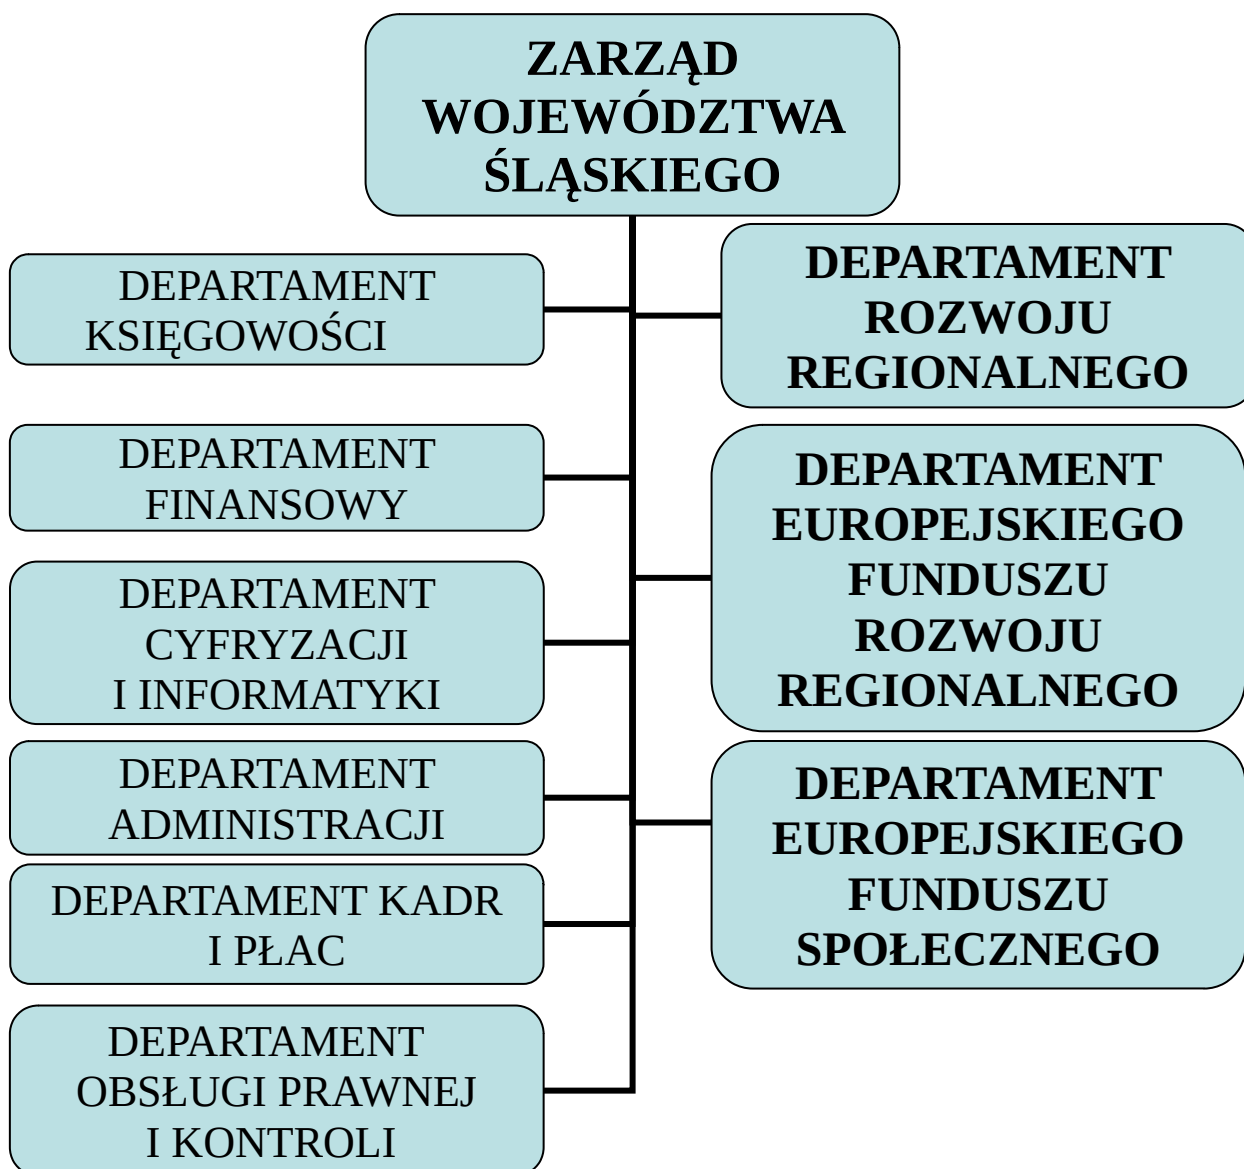 ZARZĄD
WOJEWÓDZTWA
ŚLĄSKIEGO
DEPARTAMENT
KSIĘGOWOŚCI
DEPARTAMENT
FINANSOWY
DEPARTAMENT
CYFRYZACJI
I INFORMATYKI
DEPARTAMENT
ADMINISTRACJI
DEPARTAMENT KADR
I PŁAC
DEPARTAMENT
OBSŁUGI PRAWNEJ
I KONTROLI
DEPARTAMENT
ROZWOJU
REGIONALNEGO
DEPARTAMENT
EUROPEJSKIEGO
FUNDUSZU
ROZWOJU
REGIONALNEGO
DEPARTAMENT
EUROPEJSKIEGO
FUNDUSZU
SPOŁECZNEGO